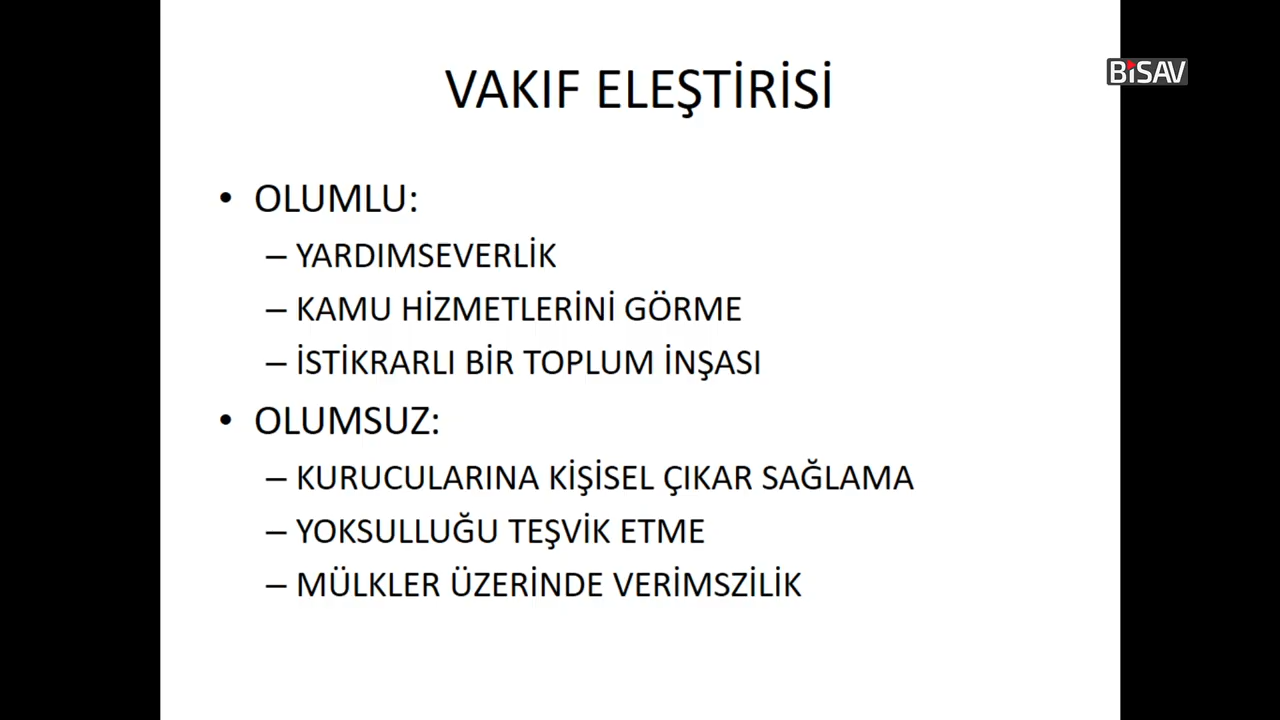 VAKIF ELEŞTİRİSİ
BİSAV
• OLUMLU:
– YARDIMSEVERLİK
– KAMU HİZMETLERİNİ GÖRME
– İSTİKRARLI BİR TOPLUM İNŞASI
• OLUMSUZ:
– KURUCULARINA KİŞİSEL ÇIKAR SAĞLAMA
– YOKSULLUĞU TEŞVİK ETME
– MÜLKLER ÜZERİNDE VERİMSZİLİK